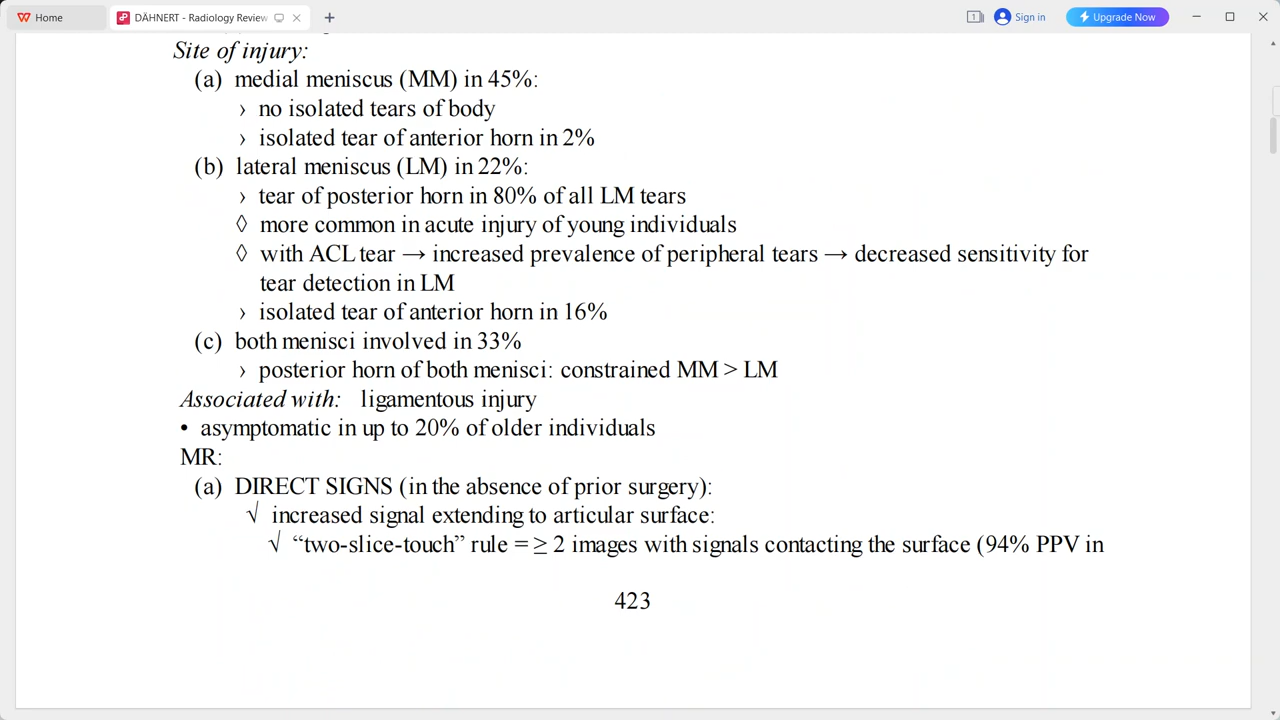 Home
DÄHNERT - Radiology Review
1
Sign in
Upgrade Now
Site of injury:
(a) medial meniscus (MM) in 45%:
› no isolated tears of body
› isolated tear of anterior horn in 2%
(b) lateral meniscus (LM) in 22%:
› tear of posterior horn in 80% of all LM tears
◊ more common in acute injury of young individuals
◊ with ACL tear → increased prevalence of peripheral tears → decreased sensitivity for
tear detection in LM
› isolated tear of anterior horn in 16%
(c) both menisci involved in 33%
› posterior horn of both menisci: constrained MM > LM
Associated with: ligamentous injury
• asymptomatic in up to 20% of older individuals
MR:
(a) DIRECT SIGNS (in the absence of prior surgery):
√ increased signal extending to articular surface:
√ “two-slice-touch” rule = ≥ 2 images with signals contacting the surface (94% PPV in
423